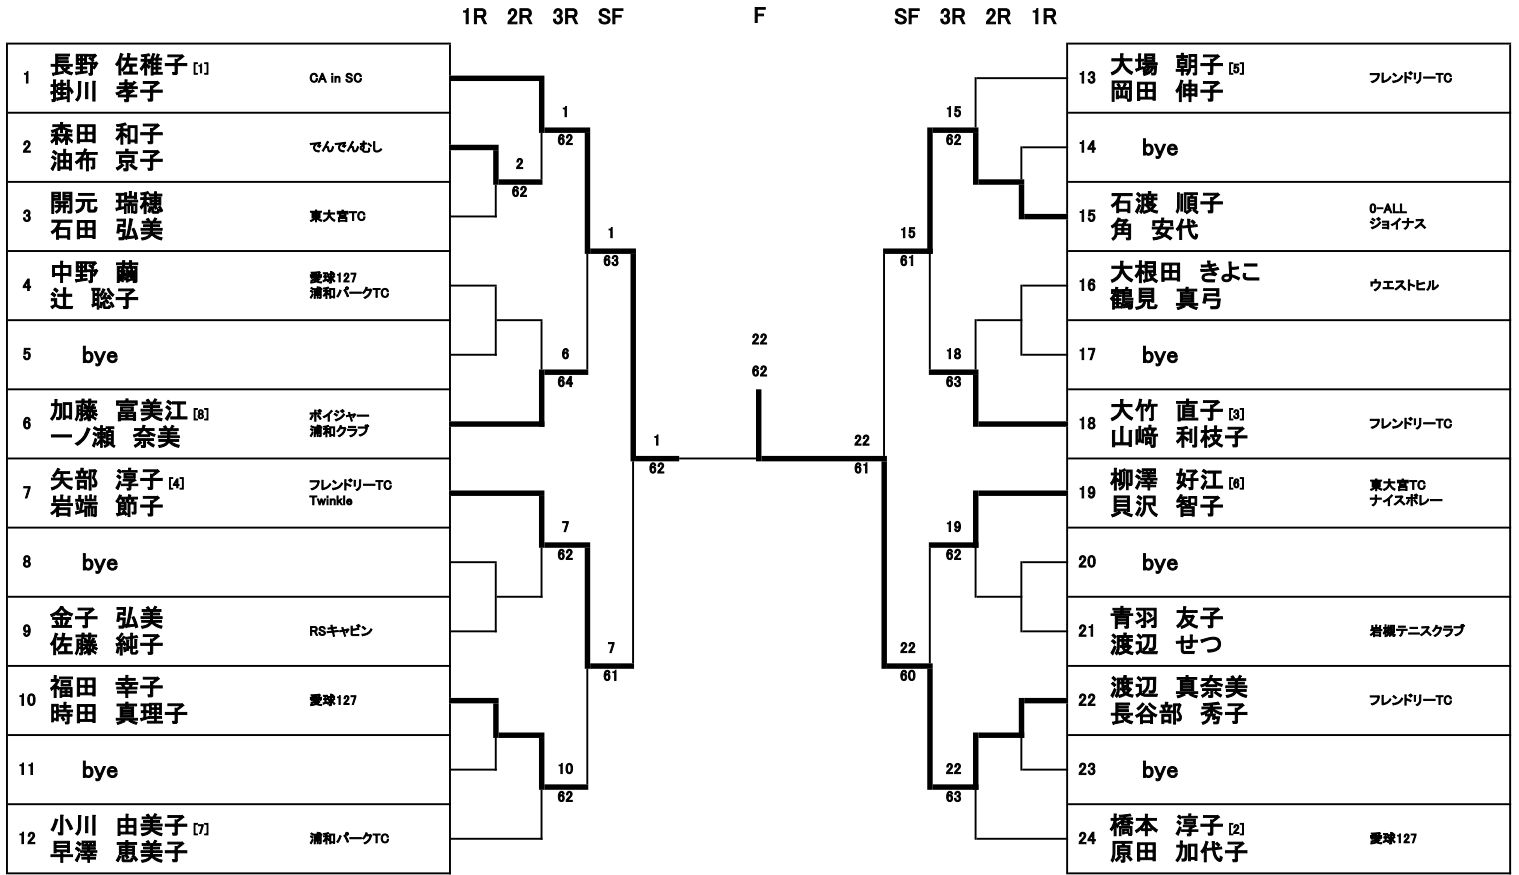 1R 2R 3R SF F SF 3R 2R 1R
1 長野 佐稚子 [1] CA in SC
掛川 孝子
2 森田 和子 でんでんむし
油布 京子
3 開元 瑞穂 東大宮TC
石田 弘美
4 中野 繭 愛球127
辻 聡子 浦和パークTC
5 bye
6 加藤 富美江 [8] ボイジャー
一ノ瀬 奈美 浦和クラブ
7 矢部 淳子 [4] フレンドリーTC
岩端 節子 Twinkle
8 bye
9 金子 弘美 RSキャビン
佐藤 純子
10 福田 幸子 愛球127
時田 真理子
11 bye
12 小川 由美子 [7] 浦和パークTC
早澤 恵美子
2
62
1
62
6
64
7
62
10
62
1
63
7
61
1
62
22
62
22
61
15
61
22
60
15
62
18
63
19
62
22
63
13 大場 朝子 [5] フレンドリーTC
岡田 伸子
14 bye
15 石渡 順子 O-ALL
角 安代 ジョイナス
16 大根田 きよこ ウエストヒル
鶴見 真弓
17 bye
18 大竹 直子 [3] フレンドリーTC
山﨑 利枝子
19 柳澤 好江 [6] 東大宮TC
貝沢 智子 ナイスボレー
20 bye
21 青羽 友子 岩槻テニスクラブ
渡辺 せつ
22 渡辺 真奈美 フレンドリーTC
長谷部 秀子
23 bye
24 橋本 淳子 [2] 愛球127
原田 加代子